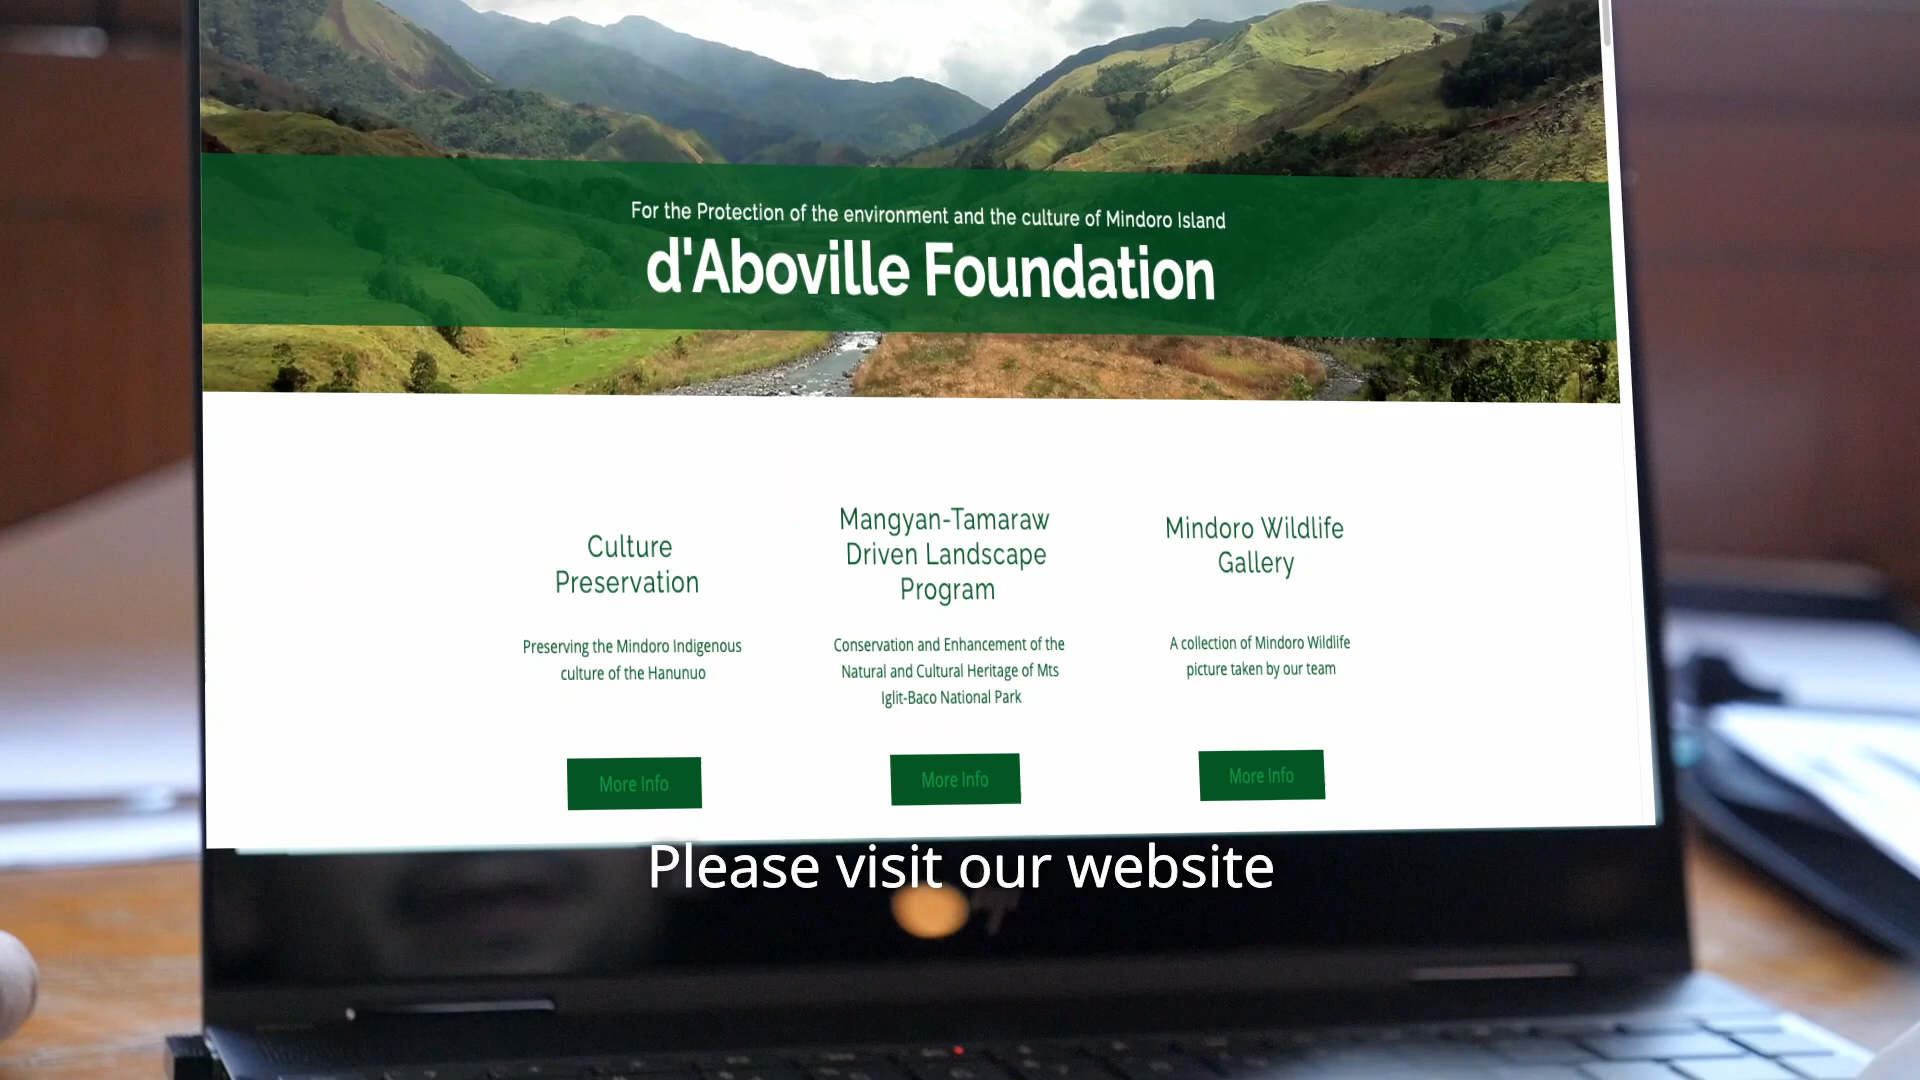 For the Protection of the environment and the culture of Mindoro Island
d'Aboville Foundation
Culture
Preservation
Preserving the Mindoro Indigenous
culture of the Hanunuo
More Info
Mangyan-Tamaraw
Driven Landscape
Program
Conservation and Enhancement of the
Natural and Cultural Heritage of Mts
Iglit-Baco National Park
More Info
Mindoro Wildlife
Gallery
A collection of Mindoro Wildlife
picture taken by our team
More Info
Please visit our website